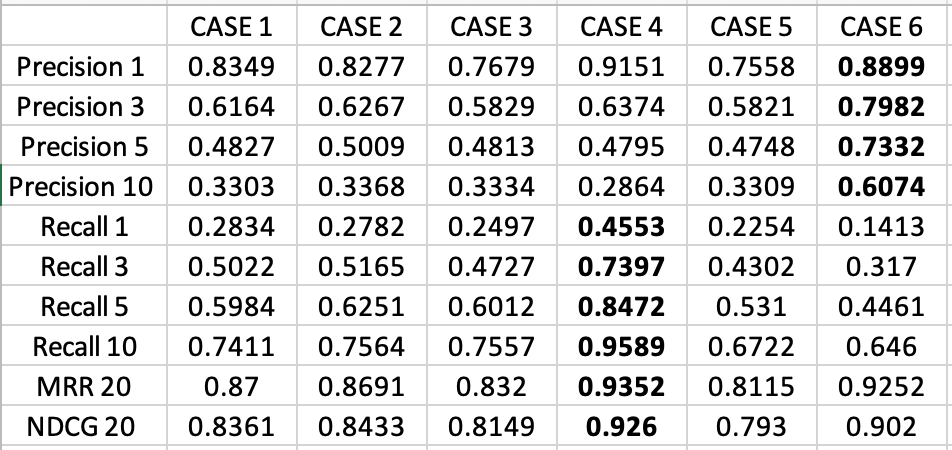 CASE 1 CASE 2 CASE 3 CASE 4 CASE 5 CASE 6
Precision 1 0.8349 0.8277 0.7679 0.9151 0.7558 0.8899
Precision 3 0.6164 0.6267 0.5829 0.6374 0.5821 0.7982
Precision 5 0.4827 0.5009 0.4813 0.4795 0.4748 0.7332
Precision 10 0.3303 0.3368 0.3334 0.2864 0.3309 0.6074
Recall 1 0.2834 0.2782 0.2497 0.4553 0.2254 0.1413
Recall 3 0.5022 0.5165 0.4727 0.7397 0.4302 0.317
Recall 5 0.5984 0.6251 0.6012 0.8472 0.531 0.4461
Recall 10 0.7411 0.7564 0.7557 0.9589 0.6722 0.646
MRR 20 0.87 0.8691 0.832 0.9352 0.8115 0.9252
NDCG 20 0.8361 0.8433 0.8149 0.926 0.793 0.902